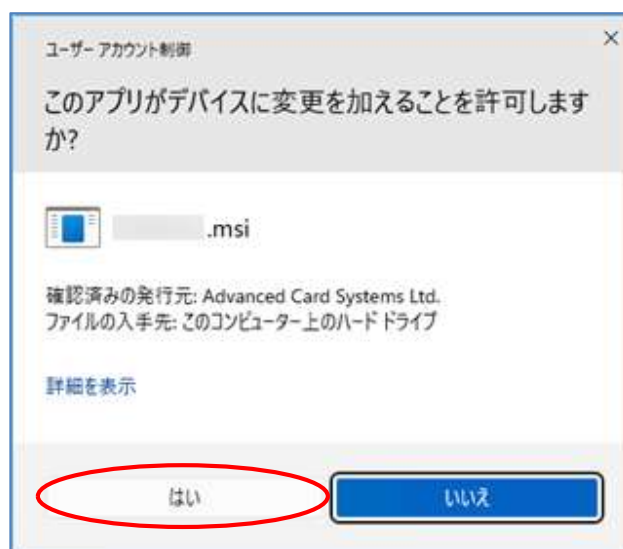 ユーザー アカウント制御
このアプリがデバイスに変更を加えることを許可します
か?
.msi
確認済みの発行元: Advanced Card Systems Ltd.
ファイルの入手先: このコンピューター上のハード ドライブ
詳細を表示
はい
いいえ